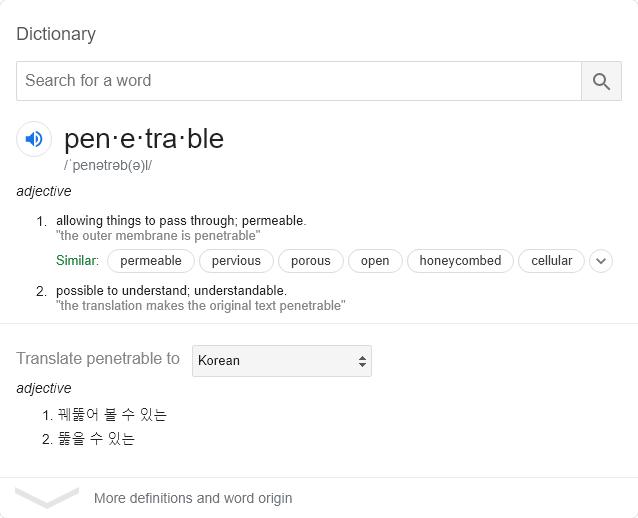 Dictionary
Search for a word
pen·e·tra·ble
/ˈpenətrəb(ə)l/
adjective
1. allowing things to pass through; permeable.
"the outer membrane is penetrable"
Similar: permeable pervious porous open honeycombed cellular
2. possible to understand; understandable.
"the translation makes the original text penetrable"
Translate penetrable to Korean
adjective
1. 꿰뚫어 볼 수 있는
2. 뚫을 수 있는
More definitions and word origin